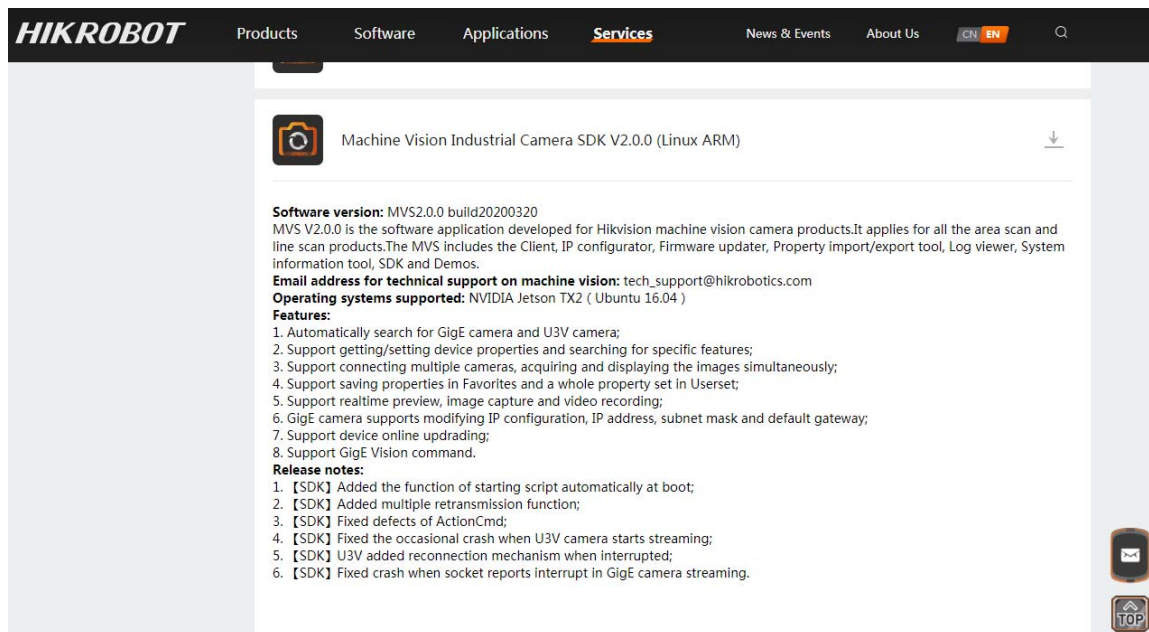 HIKROBOT Products Software Applications Services News & Events About Us CN EN
Machine Vision Industrial Camera SDK V2.0.0 (Linux ARM)
Software version: MVS2.0.0 build20200320
MVS V2.0.0 is the software application developed for Hikvision machine vision camera products.It applies for all the area scan and
line scan products.The MVS includes the Client, IP configurator, Firmware updater, Property import/export tool, Log viewer, System
information tool, SDK and Demos.
Email address for technical support on machine vision: tech_support@hikrobotics.com
Operating systems supported: NVIDIA Jetson TX2 ( Ubuntu 16.04 )
Features:
1. Automatically search for GigE camera and U3V camera;
2. Support getting/setting device properties and searching for specific features;
3. Support connecting multiple cameras, acquiring and displaying the images simultaneously;
4. Support saving properties in Favorites and a whole property set in Userset;
5. Support realtime preview, image capture and video recording;
6. GigE camera supports modifying IP configuration, IP address, subnet mask and default gateway;
7. Support device online updrading;
8. Support GigE Vision command.
Release notes:
1. 【SDK】Added the function of starting script automatically at boot;
2. 【SDK】Added multiple retransmission function;
3. 【SDK】Fixed defects of ActionCmd;
4. 【SDK】Fixed the occasional crash when U3V camera starts streaming;
5. 【SDK】U3V added reconnection mechanism when interrupted;
6. 【SDK】Fixed crash when socket reports interrupt in GigE camera streaming.
TOP